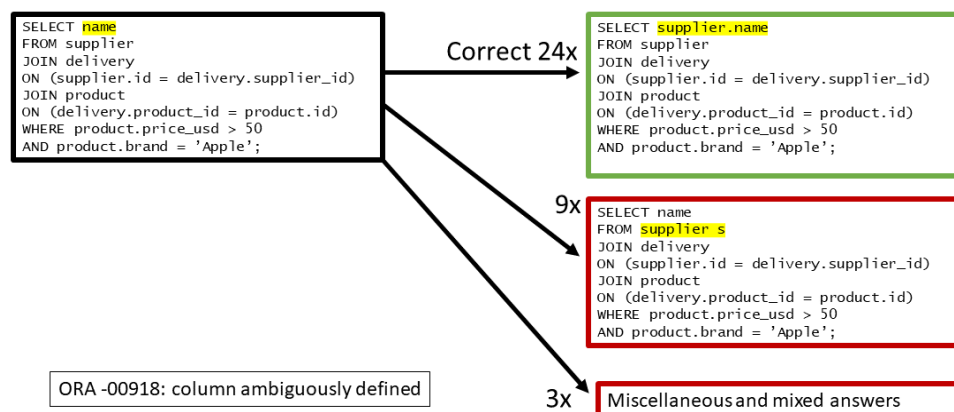 SELECT name
FROM supplier
JOIN delivery
ON (supplier.id = delivery.supplier_id)
JOIN product
ON (delivery.product_id = product.id)
WHERE product.price_usd > 50
AND product.brand = ’Apple’;
Correct 24x
SELECT supplier.name
FROM supplier
JOIN delivery
ON (supplier.id = delivery.supplier_id)
JOIN product
ON (delivery.product_id = product.id)
WHERE product.price_usd > 50
AND product.brand = ’Apple’;
9x
SELECT name
FROM supplier s
JOIN delivery
ON (supplier.id = delivery.supplier_id)
JOIN product
ON (delivery.product_id = product.id)
WHERE product.price_usd > 50
AND product.brand = ’Apple’;
ORA -00918: column ambiguously defined
3x
Miscellaneous and mixed answers